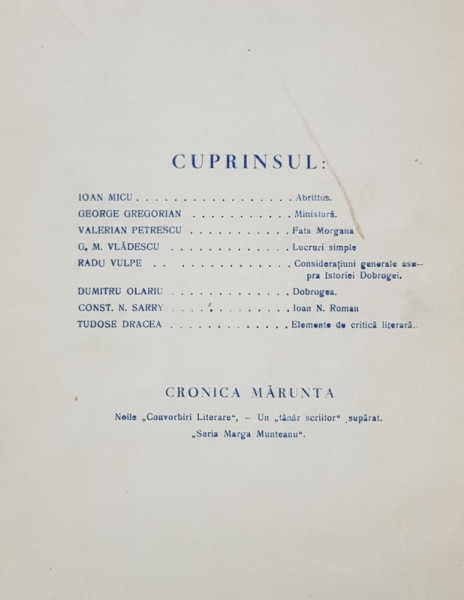 CUPRINSUL:
IOAN MICU . . . . . . . . . . . . . . . . . . Abrittus.
GEORGE GREGORIAN . . . . . . . . . . . Miniatură.
VALERIAN PETRESCU . . . . . . . . . . . Fata Morgana
G. M. VLĂDESCU . . . . . . . . . . . . . Lucruri simple
RADU VULPE . . . . . . . . . . . . . . Considerațiuni generale asu-
pra Istoriei Dobrogei.
DUMITRU OLARIU . . . . . . . . . . . . . Dobrogea.
CONST. N. SARRY . . . . . . . . . . . . . Ioan N. Roman
TUDOSE DRACEA . . . . . . . . . . . . . Elemente de critică literară.
CRONICA MĂRUNTA
Noile „Convorbiri Literare“, – Un „tânăr scriitor“ supărat.
„Seria Marga Munteanu“.